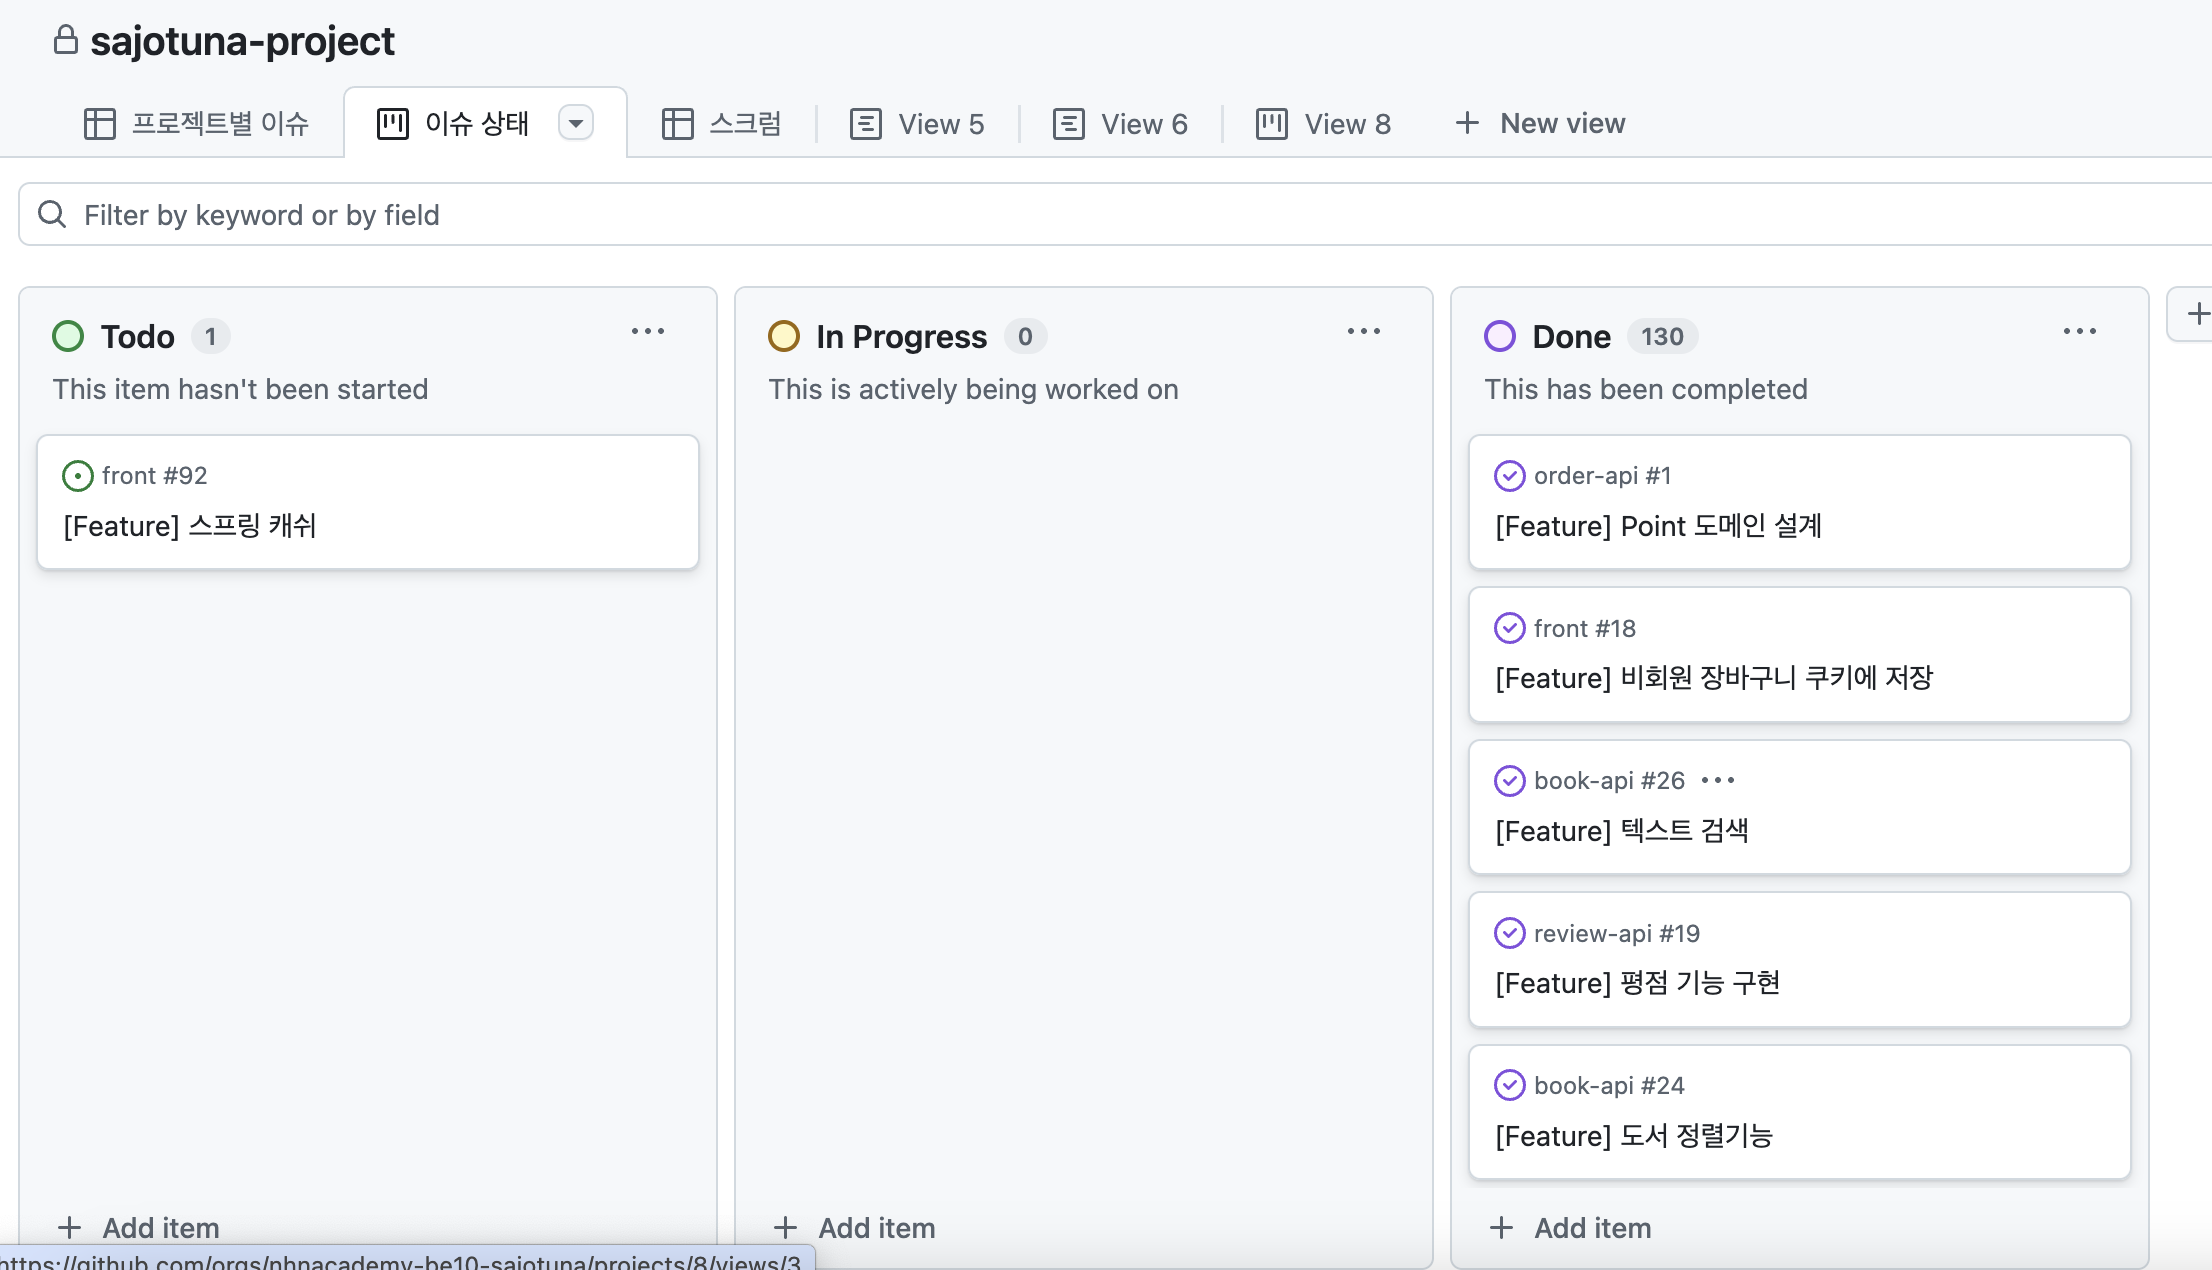 sajotuna-project
프로젝트별 이슈
이슈 상태
스크럼
View 5
View 6
View 8
New view
Filter by keyword or by field
Todo 1
This item hasn't been started
front #92
[Feature] 스프링 캐쉬
Add item
In Progress 0
This is actively being worked on
Add item
Done 130
This has been completed
order-api #1
[Feature] Point 도메인 설계
front #18
[Feature] 비회원 장바구니 쿠키에 저장
book-api #26
[Feature] 텍스트 검색
review-api #19
[Feature] 평점 기능 구현
book-api #24
[Feature] 도서 정렬기능
Add item
https://github.com/orgs/nhnacademy-be10-sajotuna/projects/8/views/3